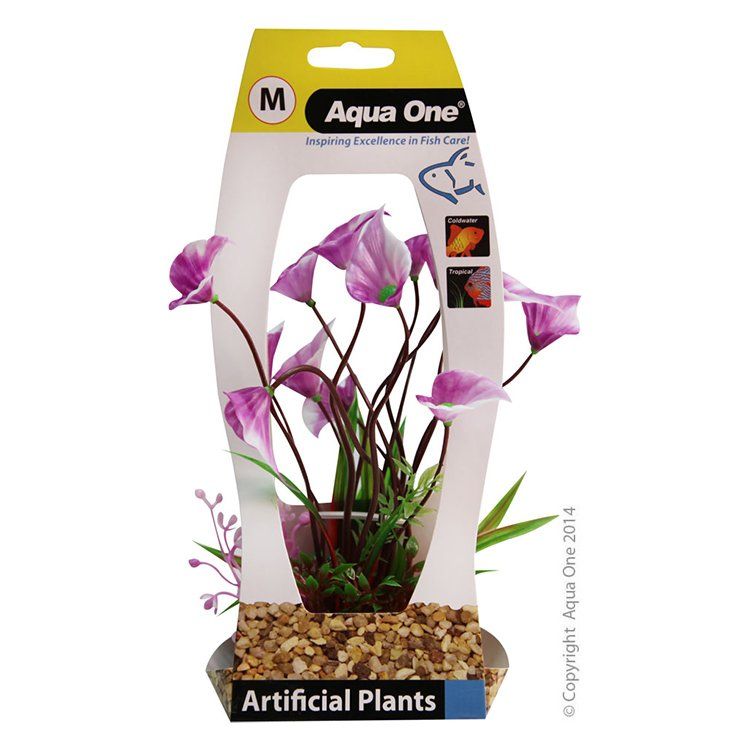 M
Aqua One®
Inspiring Excellence in Fish Care!
Coldwater
Tropical
Artificial Plants
© Copyright Aqua One 2014